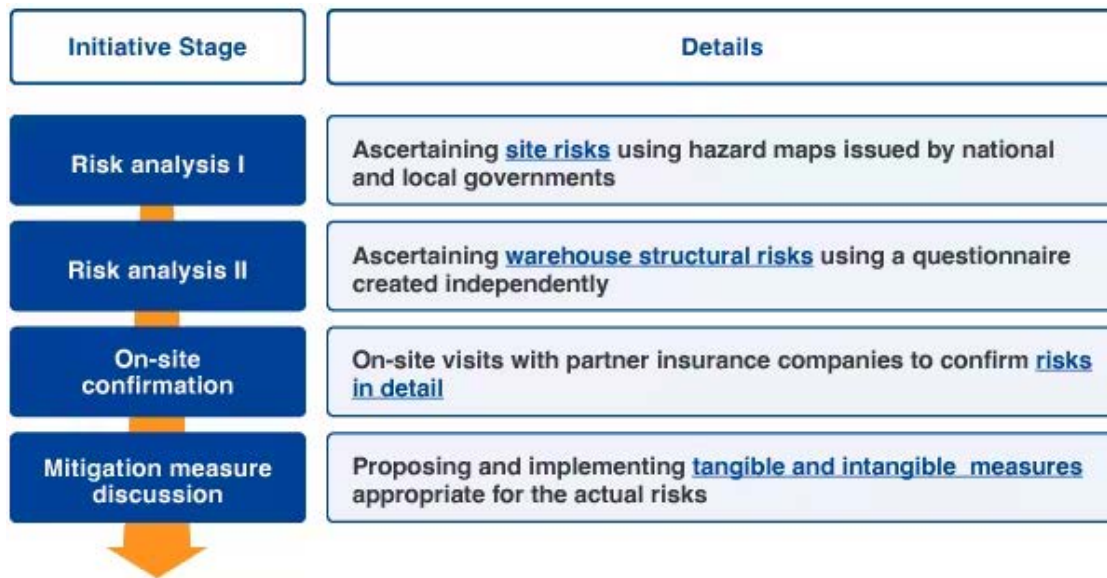 Initiative Stage
Details
Risk analysis I
Ascertaining site risks using hazard maps issued by national
and local governments
Risk analysis II
Ascertaining warehouse structural risks using a questionnaire
created independently
On-site
confirmation
On-site visits with partner insurance companies to confirm risks
in detail
Mitigation measure
discussion
Proposing and implementing tangible and intangible measures
appropriate for the actual risks